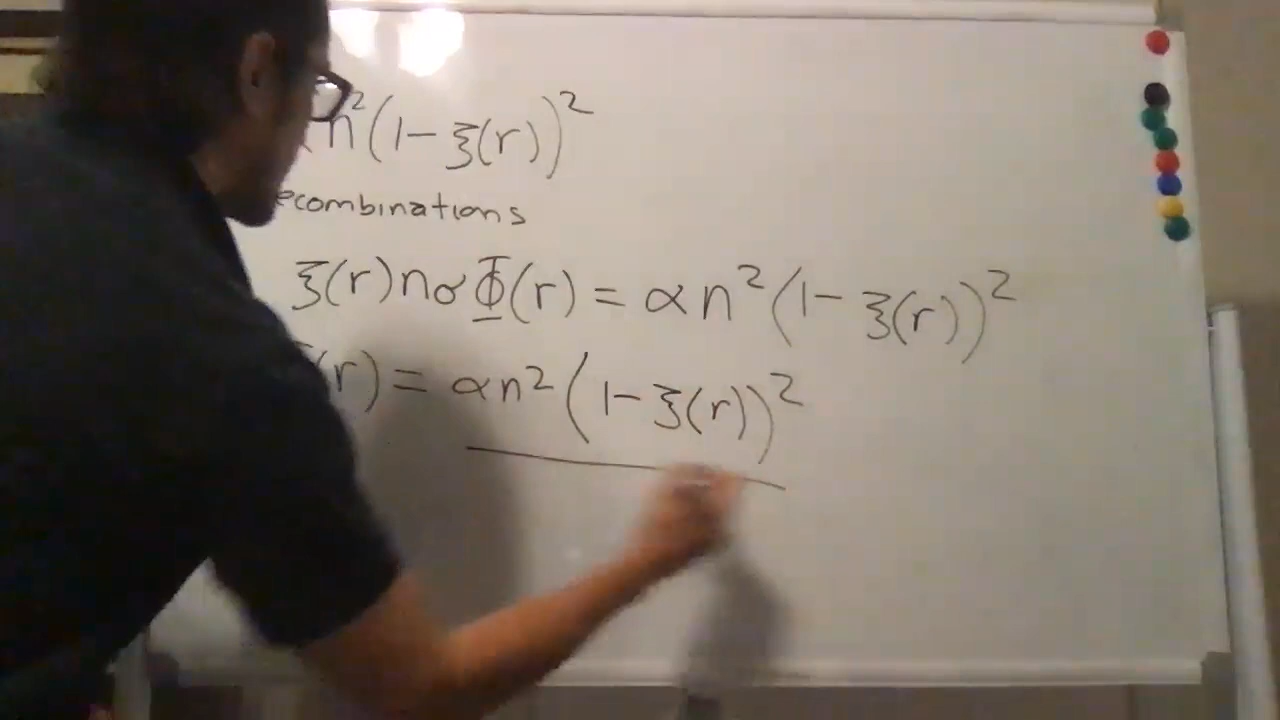 n²(1-ξ(r))²
ecombinations
ξ(r)nσΦ(r) = αn²(1-ξ(r))²
(r) = αn²(1-ξ(r))²